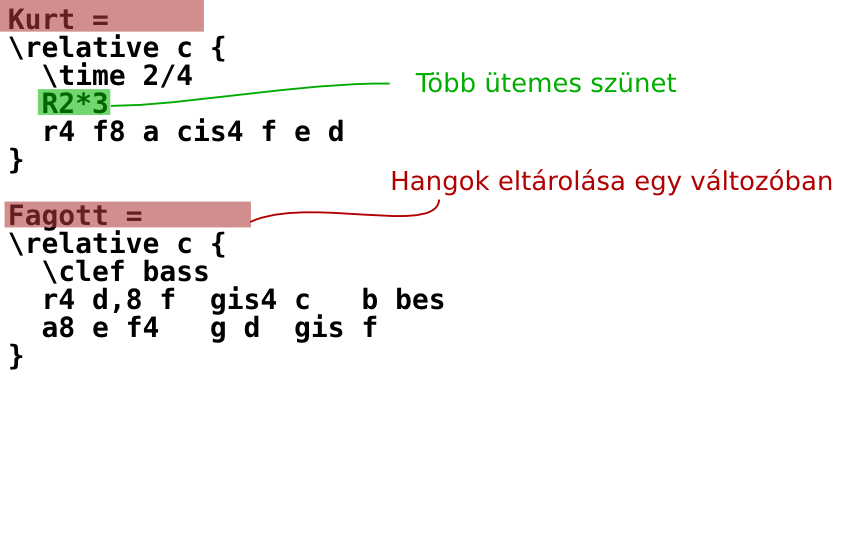 Kurt =
\relative c {
  \time 2/4
  R2*3
  r4 f8 a cis4 f e d
}
Több ütemes szünet
Hangok eltárolása egy változóban
Fagott =
\relative c {
  \clef bass
  r4 d,8 f  gis4 c   b bes
  a8 e f4   g d  gis f
}